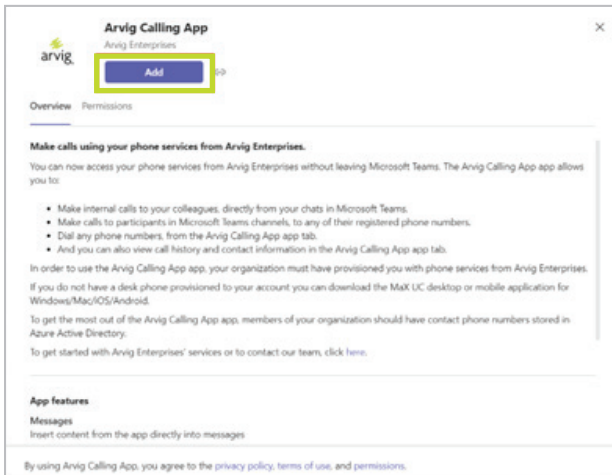 Arvig Calling App
Arvig Enterprises
arvig
Add
Overview Permissions
Make calls using your phone services from Arvig Enterprises.
You can now access your phone services from Arvig Enterprises without leaving Microsoft Teams. The Arvig Calling App app allows
you to:
• Make internal calls to your colleagues, directly from your chats in Microsoft Teams.
• Make calls to participants in Microsoft Teams channels, to any of their registered phone numbers.
• Dial any phone numbers, from the Arvig Calling App app tab.
• And you can also view call history and contact information in the Arvig Calling App app tab.
In order to use the Arvig Calling App app, your organization must have provisioned you with phone services from Arvig Enterprises.
If you do not have a desk phone provisioned to your account you can download the MaX UC desktop or mobile application for
Windows/Mac/iOS/Android.
To get the most out of the Arvig Calling App app, members of your organization should have contact phone numbers stored in
Azure Active Directory.
To get started with Arvig Enterprises' services or to contact our team, click here.
App features
Messages
Insert content from the app directly into messages
By using Arvig Calling App, you agree to the privacy policy, terms of use, and permissions.